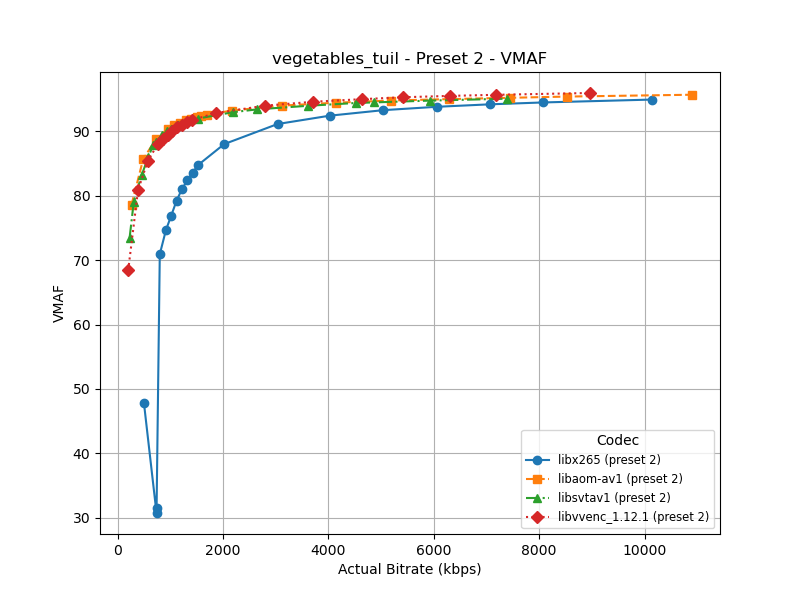 vegetables_tuil - Preset 2 - VMAF
VMAF
90
80
70
60
50
40
30
0
2000
4000
6000
8000
10000
Actual Bitrate (kbps)
Codec
libx265 (preset 2)
libaom-av1 (preset 2)
libsvtav1 (preset 2)
libvvenc_1.12.1 (preset 2)